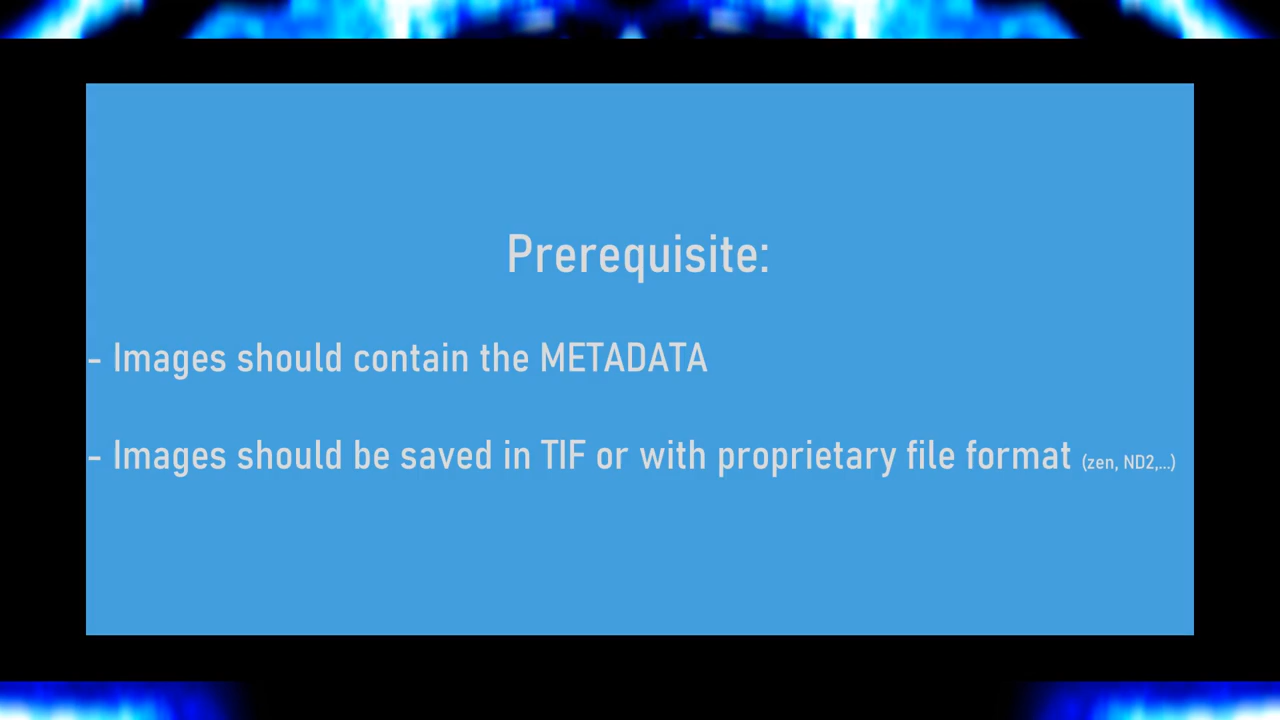 Prerequisite:
- Images should contain the METADATA
- Images should be saved in TIF or with proprietary file format (zen, ND2,...)